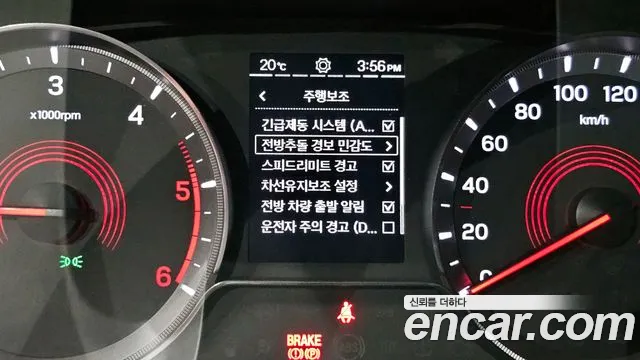 20℃ 3:56PM
주행보조
긴급제동 시스템 (A...
전방추돌 경보 민감도
스피드리미트 경고
차선유지보조 설정
전방 차량 출발 알림
운전자 주의 경고 (D...
3
4
5
6
x1000rpm
0
20
40
60
80
100
120
km/h
BRAKE
(!) (P)
신뢰를 더하다
encar.com